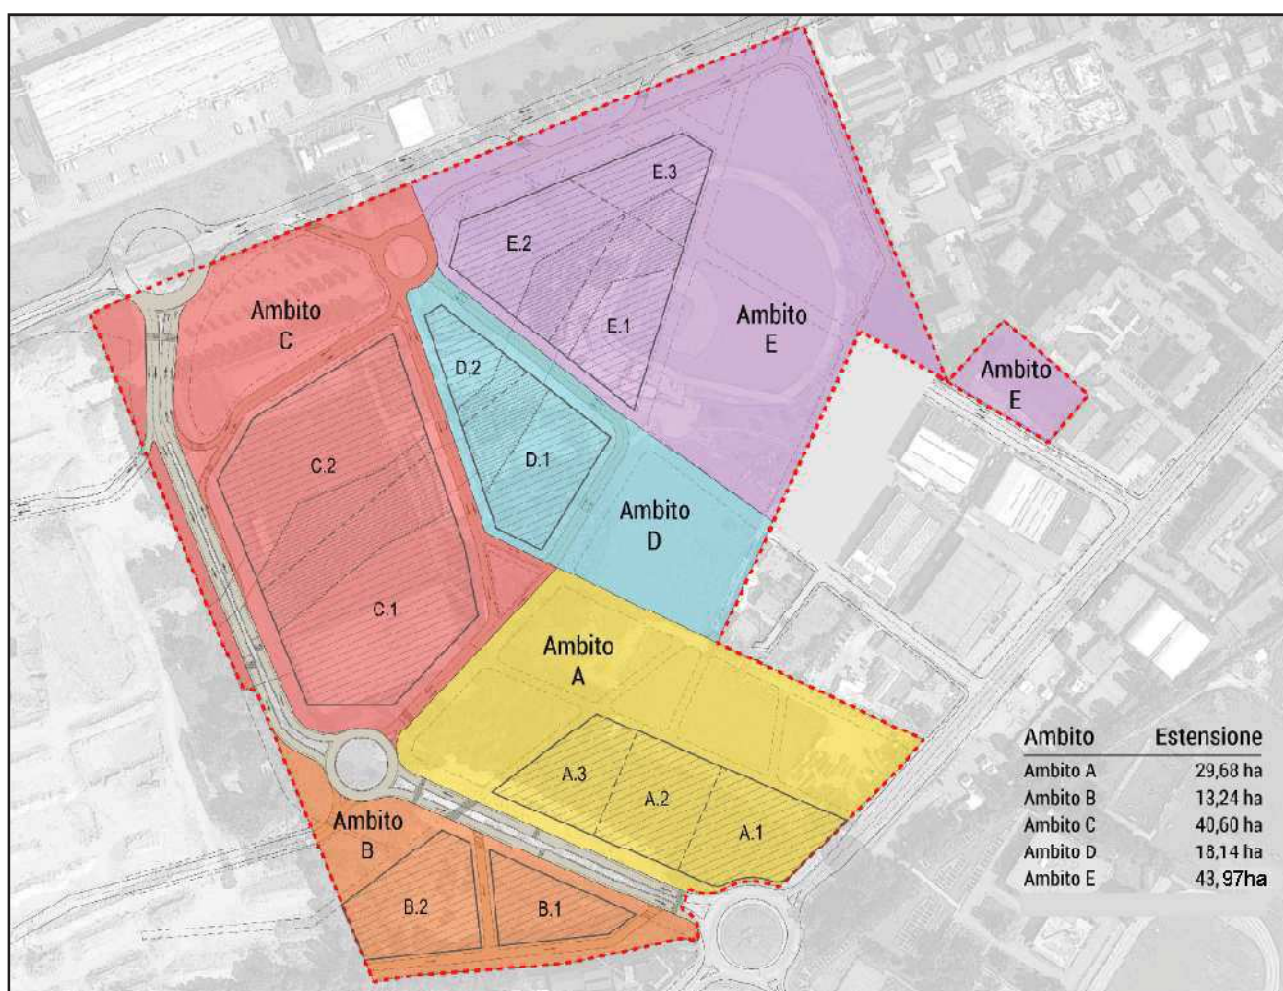 E.3
E.2
Ambito
C
E.1
Ambito
E
D.2
Ambito
E
C.2
D.1
Ambito
D
C.1
Ambito
A
A.3
A.2
A.1
Ambito
B
B.2
B.1
Ambito Estensione
Ambito A 29,68 ha
Ambito B 13,24 ha
Ambito C 40,60 ha
Ambito D 18,14 ha
Ambito E 43,97ha